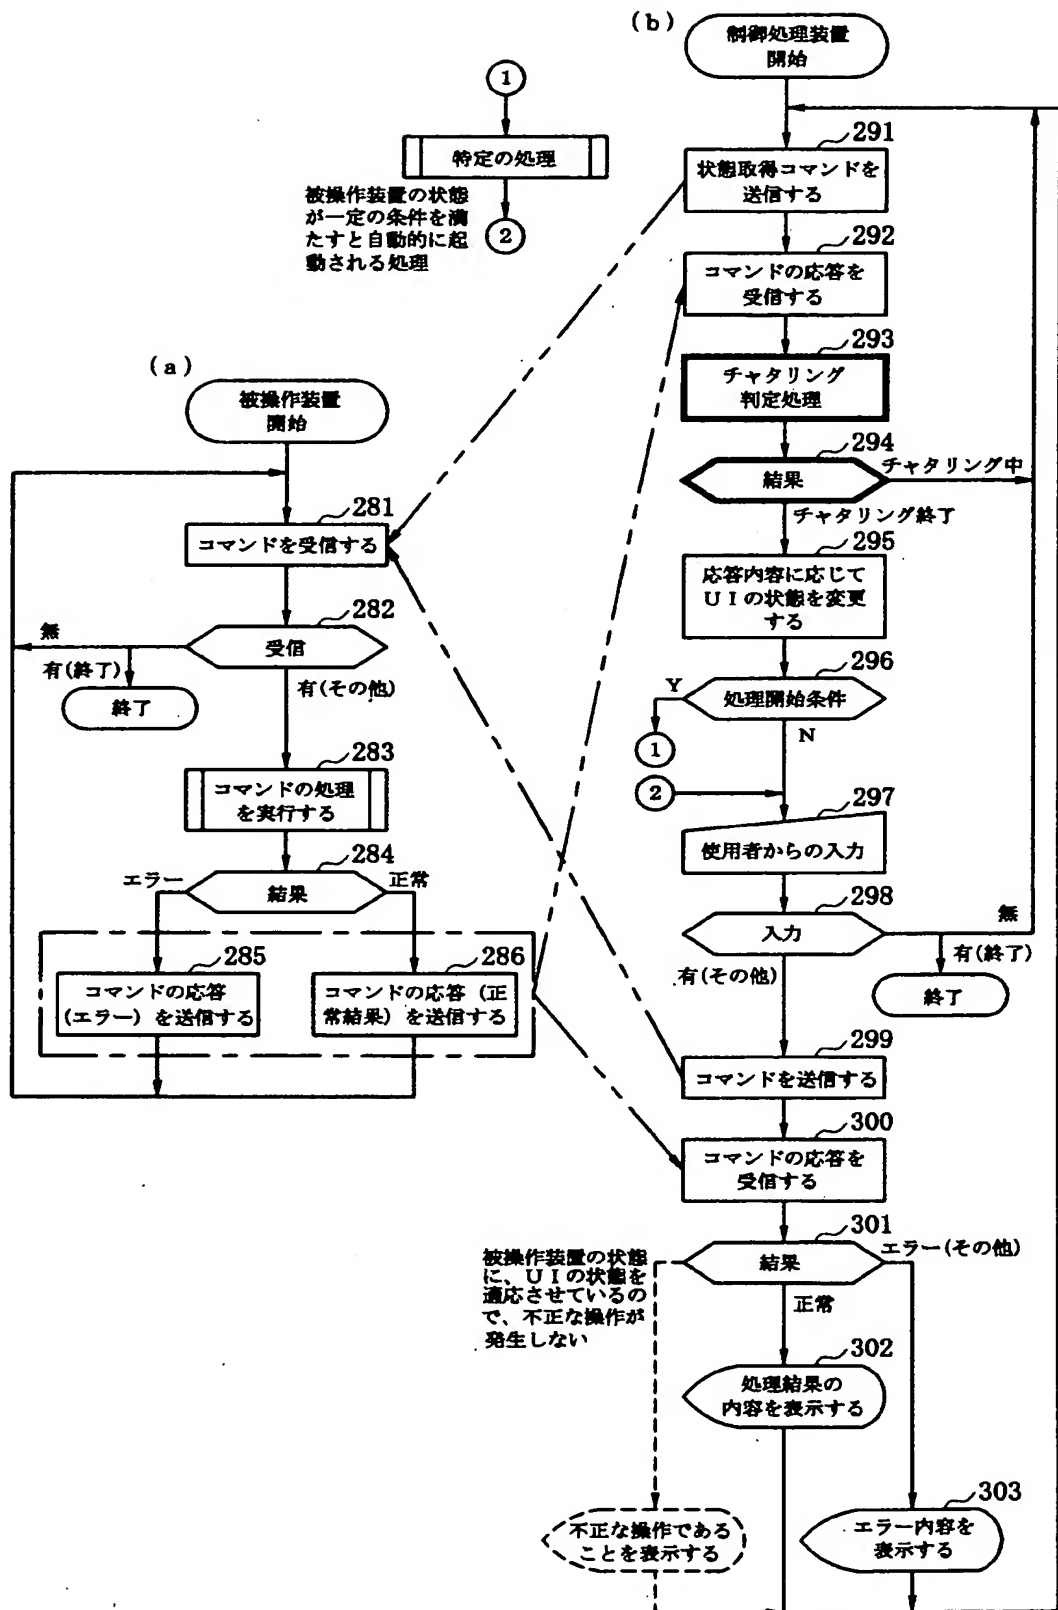 (b)
制御処理装置
開始
1
特定の処理
被操作装置の状態
が一定の条件を満
たすと自動的に起
動される処理
2
291
状態取得コマンドを
送信する
292
コマンドの応答を
受信する
293
チャタリング
判定処理
294
結果
チャタリング中
チャタリング終了
295
応答内容に応じて
UIの状態を変更
する
296
処理開始条件
Y
N
1
2
297
使用者からの入力
298
入力
無
有(終了)
終了
有(その他)
299
コマンドを送信する
300
コマンドの応答を
受信する
301
結果
エラー(その他)
正常
被操作装置の状態
に、UIの状態を
適応させているの
で、不正な操作が
発生しない
302
処理結果の
内容を表示する
303
エラー内容を
表示する
不正な操作である
ことを表示する
(a)
被操作装置
開始
281
コマンドを受信する
282
受信
無
有(終了)
終了
有(その他)
283
コマンドの処理
を実行する
284
結果
エラー
正常
285
コマンドの応答
(エラー)を送信する
286
コマンドの応答(正
常結果)を送信する